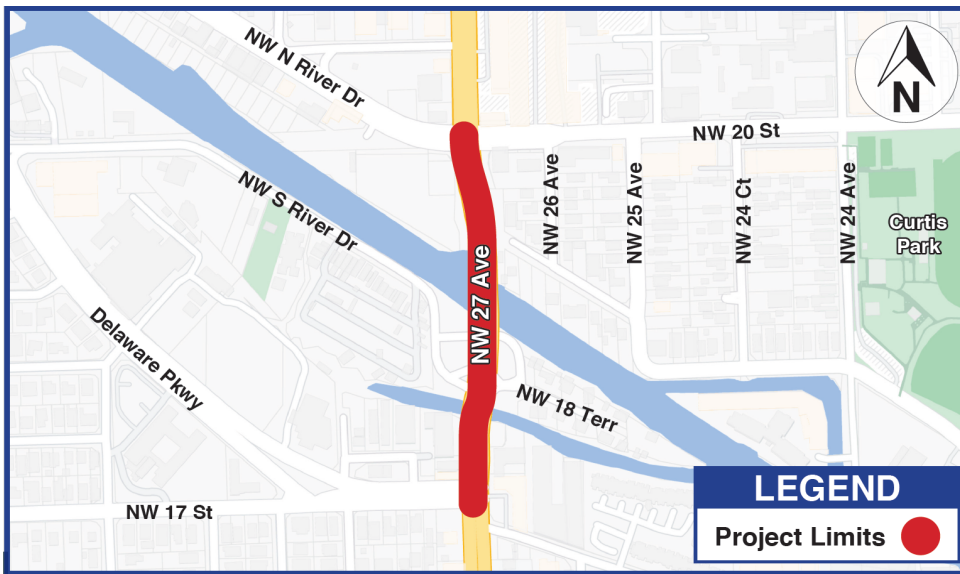 NW N River Dr
N
NW 20 St
NW S River Dr
NW 26 Ave
NW 25 Ave
NW 24 Ct
NW 24 Ave
Curtis
Park
NW 27 Ave
Delaware Pkwy
NW 18 Terr
NW 17 St
LEGEND
Project Limits